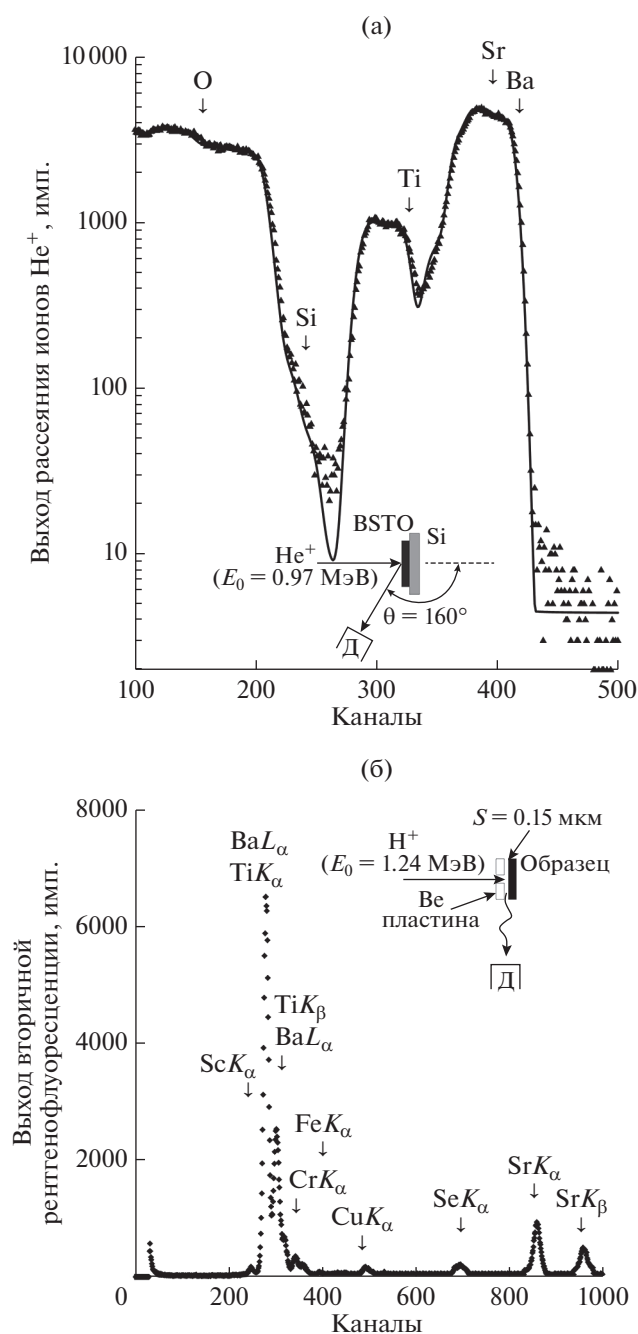 (а)
Выход рассеяния ионов He⁺, имп.
10 000
1000
100
10
O
Si
Ti
Sr
Ba
BSTO
Si
He⁺
(E₀ = 0.97 МэВ)
θ = 160°
Д
100
200
300
400
500
Каналы
(б)
Выход вторичной
рентгенофлуоресценции, имп.
8000
6000
4000
2000
0
BaLα
TiKα
TiKβ
BaLα
ScKα
FeKα
CrKα
CuKα
SeKα
SrKα
SrKβ
S = 0.15 мкм
H⁺
(E₀ = 1.24 МэВ)
Образец
Be
пластина
Д
200
400
600
800
1000
Каналы